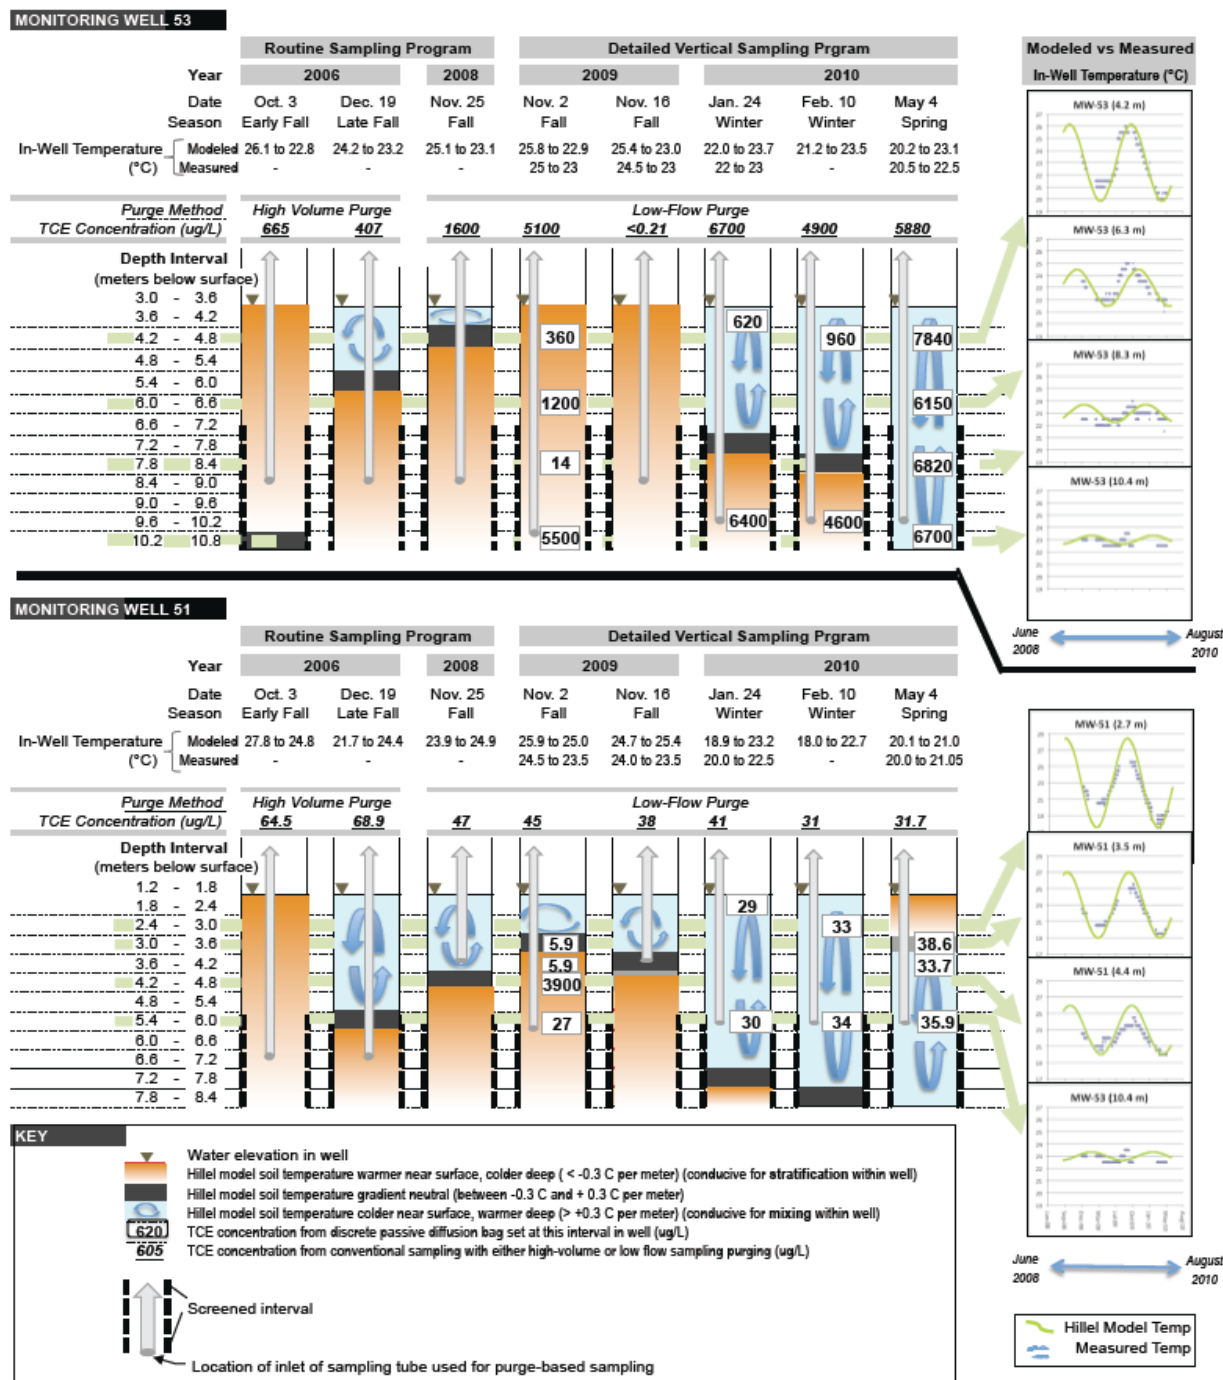 MONITORING WELL 53
Routine Sampling Program Detailed Vertical Sampling Prgram Modeled vs Measured
Year 2006 2008 2009 2010 In-Well Temperature (°C)
Date Oct. 3 Dec. 19 Nov. 25 Nov. 2 Nov. 16 Jan. 24 Feb. 10 May 4
Season Early Fall Late Fall Fall Fall Fall Winter Winter Spring
In-Well Temperature Modeled 26.1 to 22.8 24.2 to 23.2 25.1 to 23.1 25.8 to 22.9 25.4 to 23.0 22.0 to 23.7 21.2 to 23.5 20.2 to 23.1
(°C) Measured - - - 25 to 23 24.5 to 23 22 to 23 - 20.5 to 22.5
Purge Method High Volume Purge Low-Flow Purge
TCE Concentration (ug/L) 665 407 1600 5100 <0.21 6700 4900 5880
Depth Interval
(meters below surface)
3.0 - 3.6
3.6 - 4.2 620
4.2 - 4.8 360 960 7840
4.8 - 5.4
5.4 - 6.0
6.0 - 6.6 1200 6150
6.6 - 7.2
7.2 - 7.8
7.8 - 8.4 14 6820
8.4 - 9.0
9.0 - 9.6
9.6 - 10.2 6400 4600
10.2 10.8 5500 6700
MW-53 (4.2 m)
MW-53 (6.3 m)
MW-53 (8.3 m)
MW-53 (10.4 m)
June 2008 August 2010
MONITORING WELL 51
Routine Sampling Program Detailed Vertical Sampling Prgram
Year 2006 2008 2009 2010
Date Oct. 3 Dec. 19 Nov. 25 Nov. 2 Nov. 16 Jan. 24 Feb. 10 May 4
Season Early Fall Late Fall Fall Fall Fall Winter Winter Spring
In-Well Temperature Modeled 27.8 to 24.8 21.7 to 24.4 23.9 to 24.9 25.9 to 25.0 24.7 to 25.4 18.9 to 23.2 18.0 to 22.7 20.1 to 21.0
(°C) Measured - - - 24.5 to 23.5 24.0 to 23.5 20.0 to 22.5 - 20.0 to 21.05
Purge Method High Volume Purge Low-Flow Purge
TCE Concentration (ug/L) 64.5 68.9 47 45 38 41 31 31.7
Depth Interval
(meters below surface)
1.2 - 1.8
1.8 - 2.4 29
2.4 - 3.0 33
3.0 - 3.6 5.9 38.6
3.6 - 4.2 5.9 33.7
4.2 - 4.8 3900
4.8 - 5.4
5.4 - 6.0 27 30 34 35.9
6.0 - 6.6
6.6 - 7.2
7.2 - 7.8
7.8 - 8.4
MW-51 (2.7 m)
MW-51 (3.5 m)
MW-51 (4.4 m)
MW-53 (10.4 m)
June 2008 August 2010
KEY
Water elevation in well
Hillel model soil temperature warmer near surface, colder deep ( < -0.3 C per meter) (conducive for stratification within well)
Hillel model soil temperature gradient neutral (between -0.3 C and + 0.3 C per meter)
Hillel model soil temperature colder near surface, warmer deep (> +0.3 C per meter) (conducive for mixing within well)
620 TCE concentration from discrete passive diffusion bag set at this interval in well (ug/L)
605 TCE concentration from conventional sampling with either high-volume or low flow sampling purging (ug/L)
Screened interval
Location of inlet of sampling tube used for purge-based sampling
Hillel Model Temp
Measured Temp